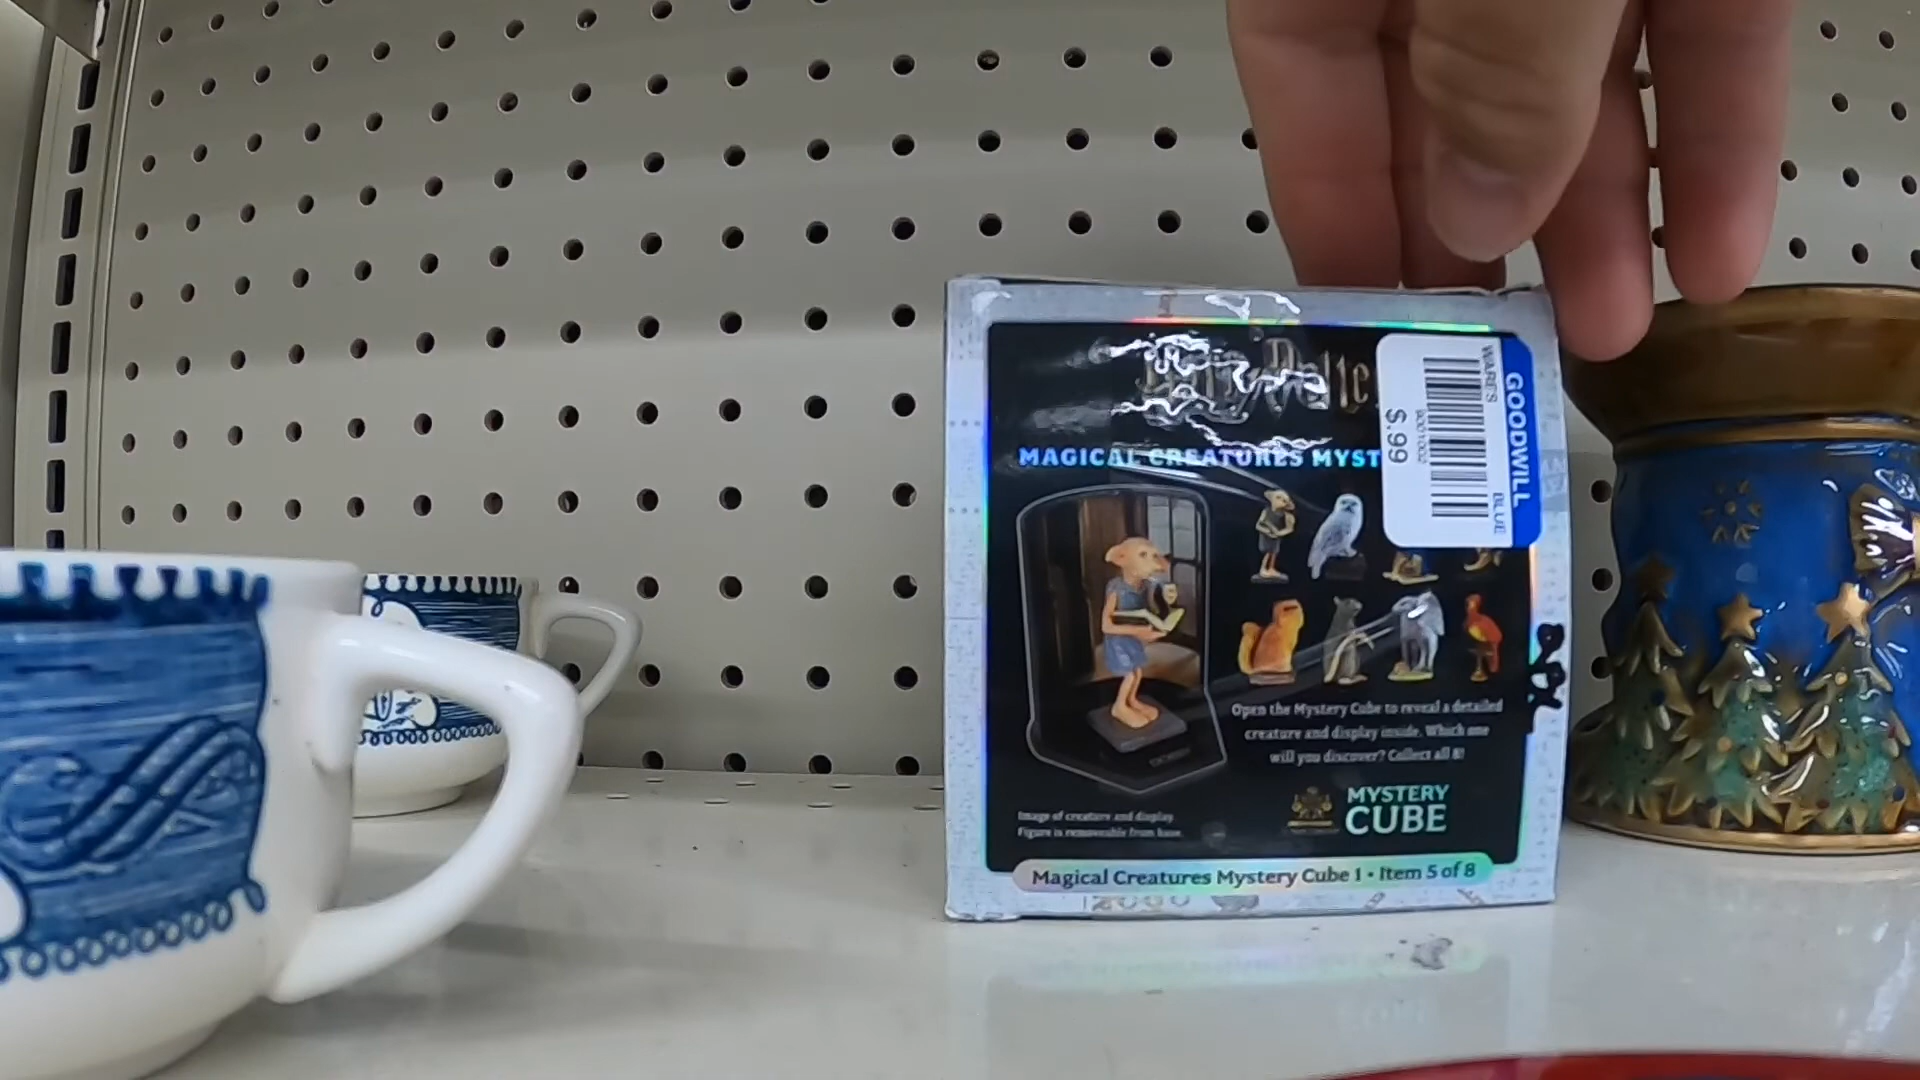 Harry Potter
MAGICAL CREATURES MYST
GOODWILL
WARES
BLUE
$.99
Open the Mystery Cube to reveal a detailed
creature and display inside. Which one
will you discover? Collect all 8!
MYSTERY
CUBE
Image of creature and display.
Figure is removeable from base.
Magical Creatures Mystery Cube 1 • Item 5 of 8